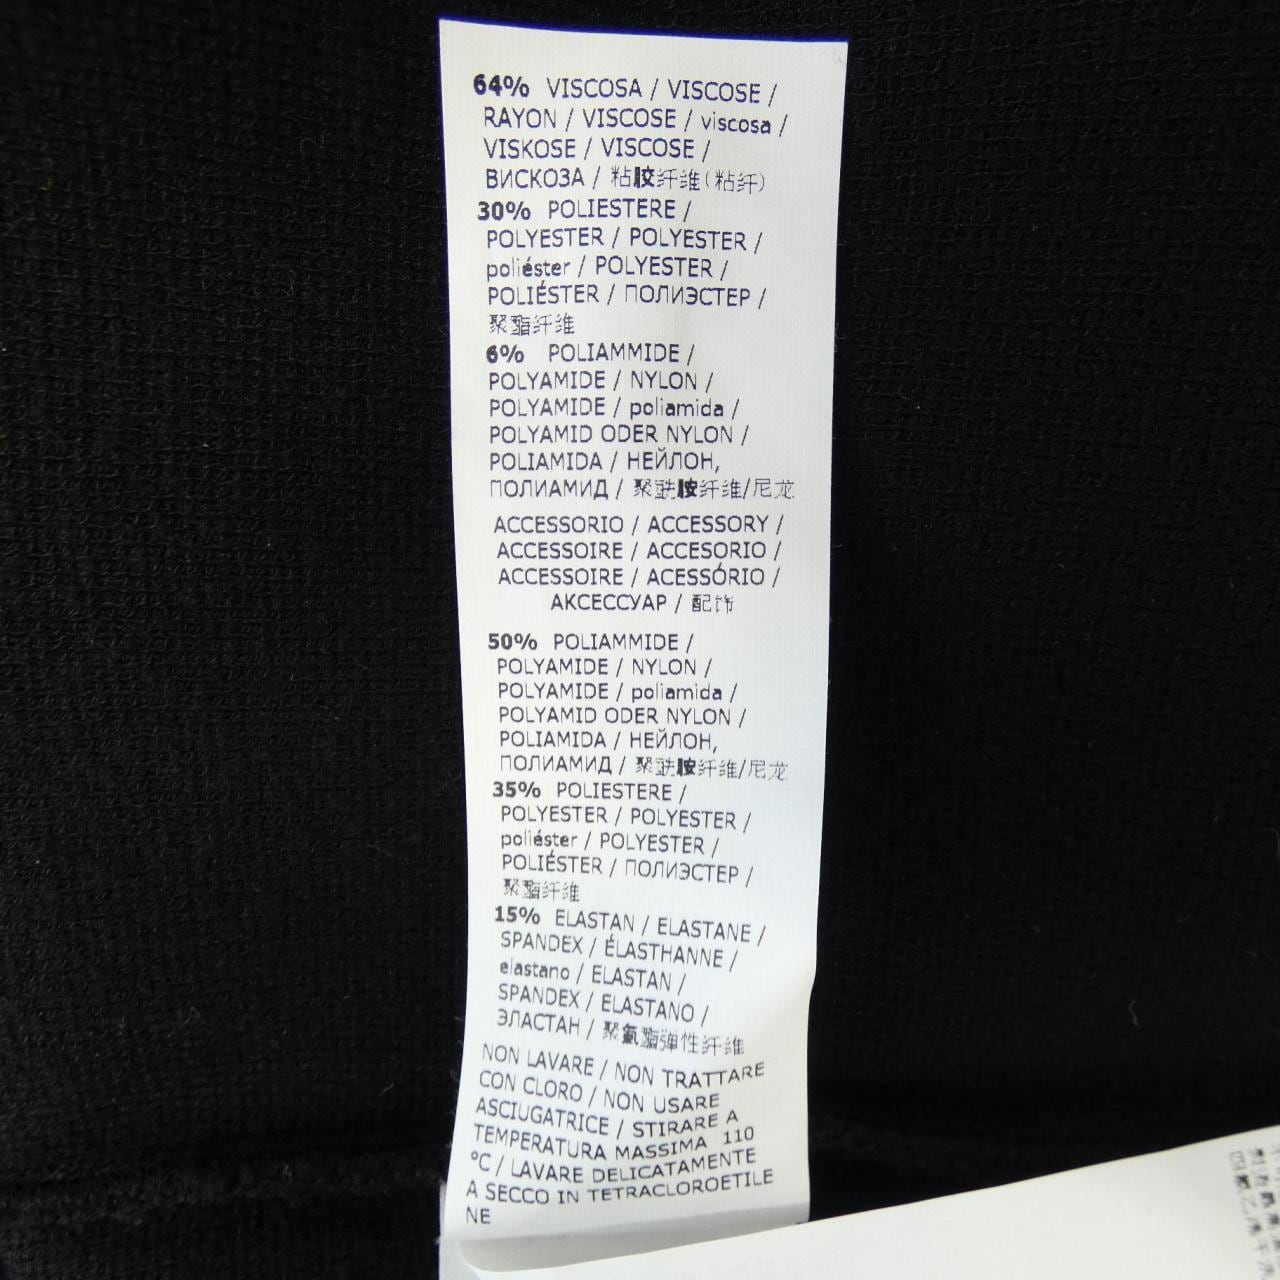 64% VISCOSA / VISCOSE /
RAYON / VISCOSE / viscosa /
VISKOSE / VISCOSE /
ВИСКОЗА / 粘胶纤维(粘纤)
30% POLIESTERE /
POLYESTER / POLYESTER /
poliéster / POLYESTER /
POLIÉSTER / ПОЛИЭСТЕР /
聚酯纤维
6% POLIAMMIDE /
POLYAMIDE / NYLON /
POLYAMIDE / poliamida /
POLYAMID ODER NYLON /
POLIAMIDA / НЕЙЛОН,
ПОЛИАМИД / 聚酰胺纤维/尼龙
ACCESSORIO / ACCESSORY /
ACCESSOIRE / ACCESORIO /
ACCESSOIRE / ACESSÓRIO /
АКСЕССУАР / 配饰
50% POLIAMMIDE /
POLYAMIDE / NYLON /
POLYAMIDE / poliamida /
POLYAMID ODER NYLON /
POLIAMIDA / НЕЙЛОН,
ПОЛИАМИД / 聚酰胺纤维/尼龙
35% POLIESTERE /
POLYESTER / POLYESTER /
poliéster / POLYESTER /
POLIÉSTER / ПОЛИЭСТЕР /
聚酯纤维
15% ELASTAN / ELASTANE /
SPANDEX / ÉLASTHANNE /
elastano / ELASTAN /
SPANDEX / ELASTANO /
ЭЛАСТАН / 聚氨酯弹性纤维
NON LAVARE / NON TRATTARE
CON CLORO / NON USARE
ASCIUGATRICE / STIRARE A
TEMPERATURA MASSIMA 110
°C / LAVARE DELICATAMENTE
A SECCO IN TETRACLOROETILE
NE